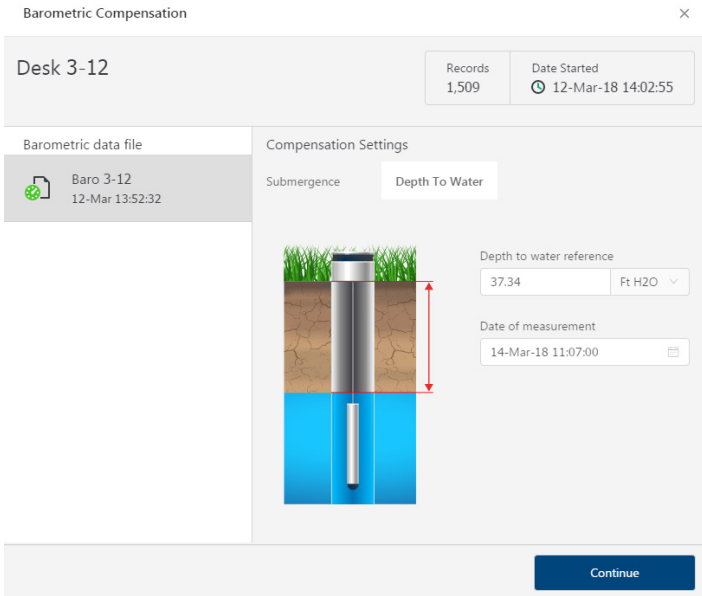 Barometric Compensation
Desk 3-12
Records
1,509
Date Started
12-Mar-18 14:02:55
Barometric data file
Baro 3-12
12-Mar 13:52:32
Compensation Settings
Submergence
Depth To Water
Depth to water reference
37.34
Ft H2O
Date of measurement
14-Mar-18 11:07:00
Continue